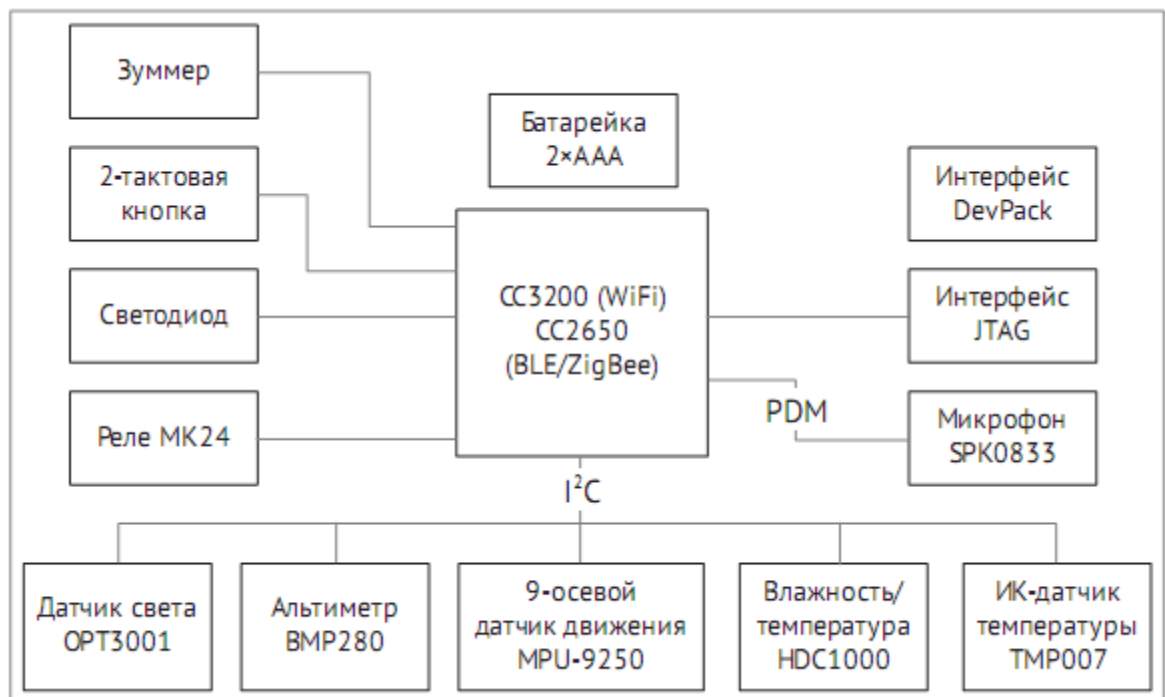 Зуммер
Батарейка
2×AAA
2-тактовая
кнопка
Интерфейс
DevPack
CC3200 (WiFi)
CC2650
(BLE/ZigBee)
Светодиод
Интерфейс
JTAG
PDM
Реле МК24
Микрофон
SPK0833
I²C
Датчик света
OPT3001
Альтиметр
BMP280
9-осевой
датчик движения
MPU-9250
Влажность/
температура
HDC1000
ИК-датчик
температуры
TMP007